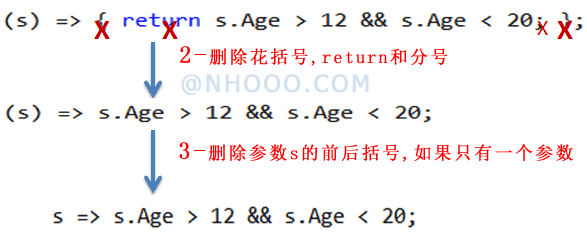 (s) => { return s.Age > 12 && s.Age < 20; };
X X X X
2-删除花括号,return和分号
@NHOOO.COM
(s) => s.Age > 12 && s.Age < 20;
3-删除参数s的前后括号,如果只有一个参数
s => s.Age > 12 && s.Age < 20;